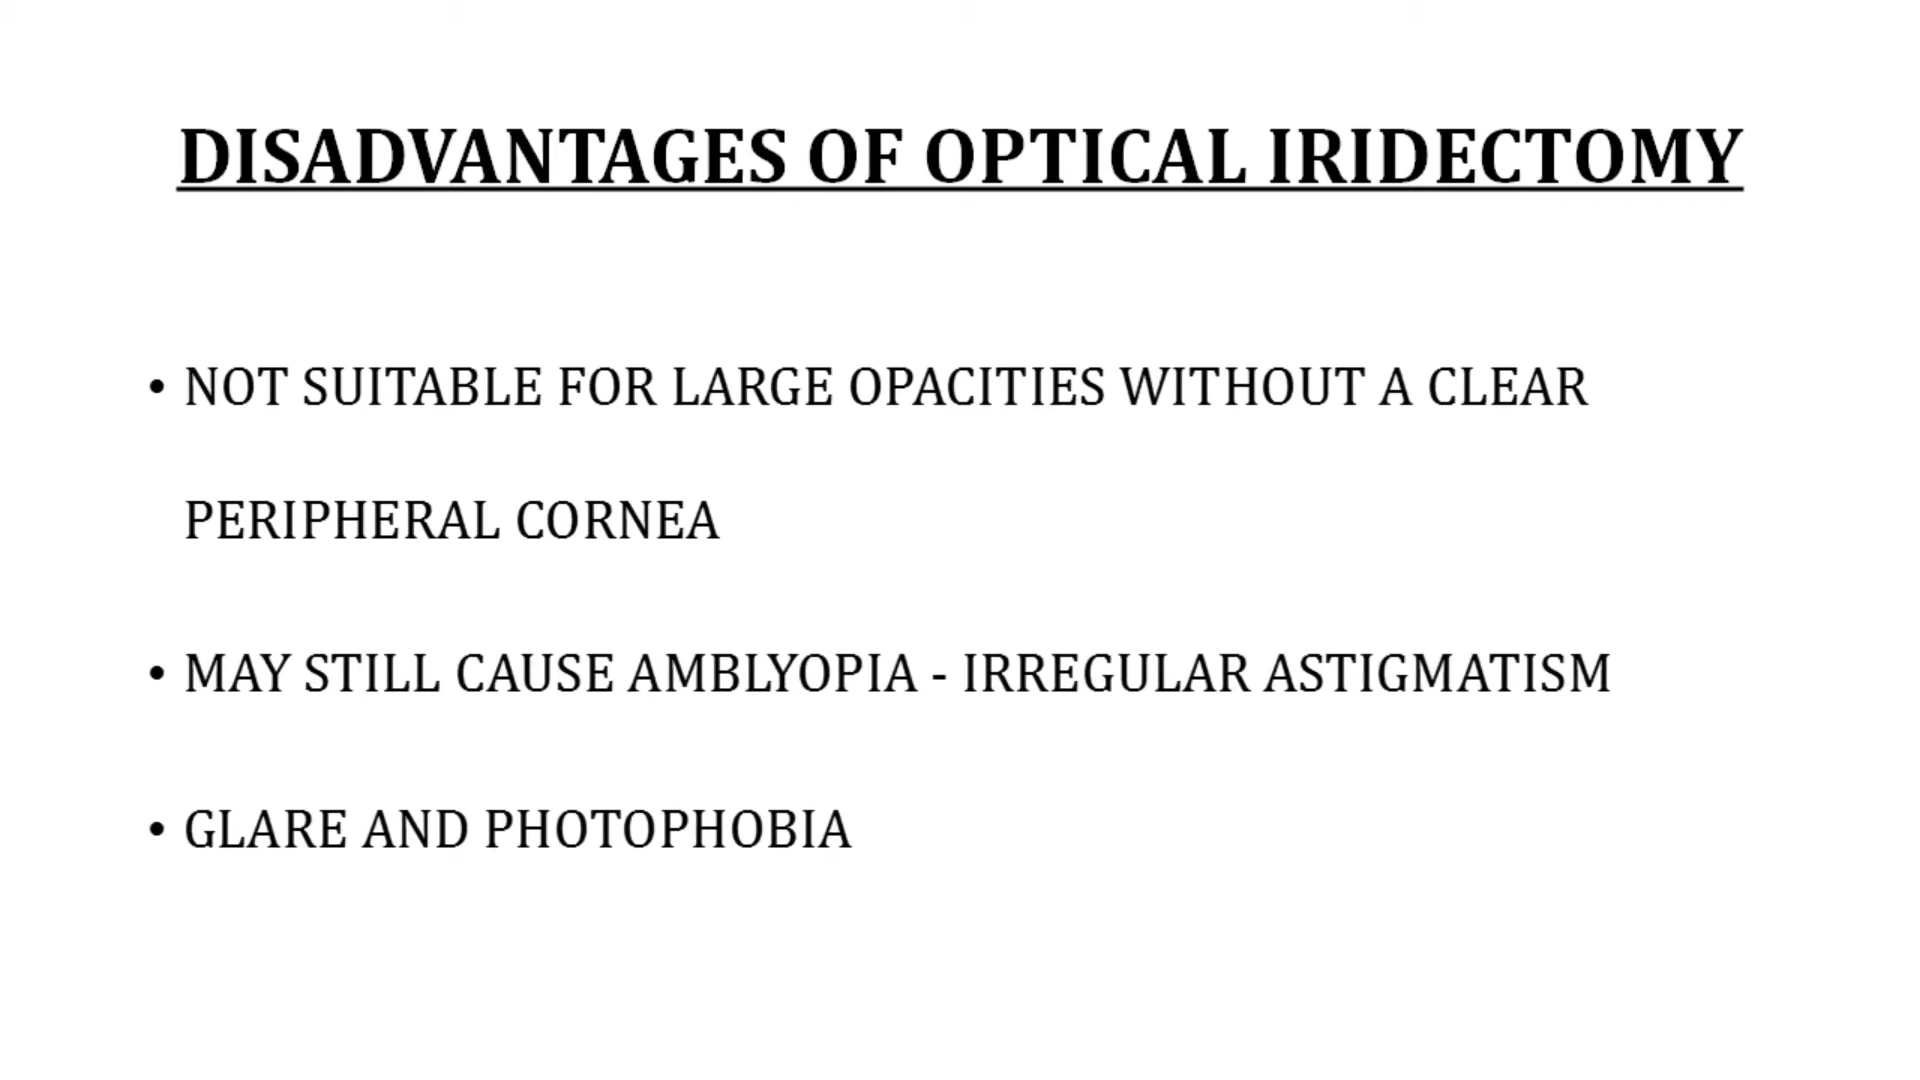 DISADVANTAGES OF OPTICAL IRIDECTOMY
• NOT SUITABLE FOR LARGE OPACITIES WITHOUT A CLEAR
PERIPHERAL CORNEA
• MAY STILL CAUSE AMBLYOPIA - IRREGULAR ASTIGMATISM
• GLARE AND PHOTOPHOBIA